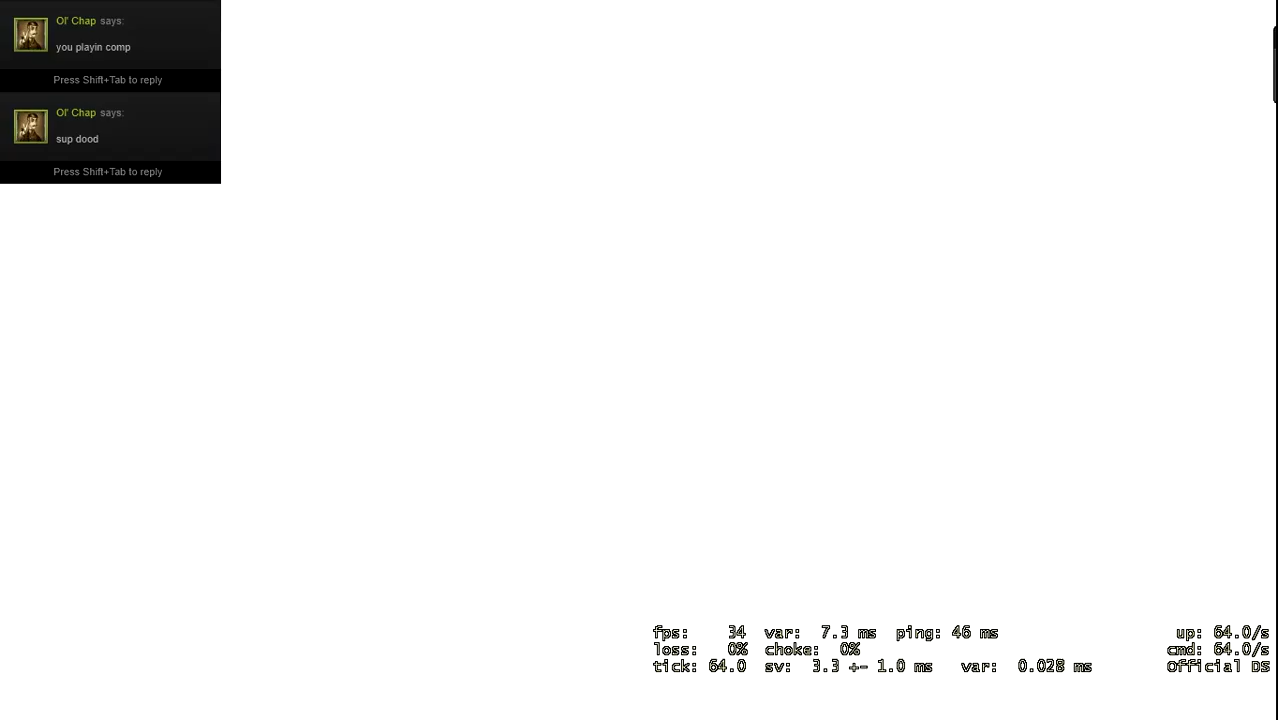 Ol' Chap says:
you playin comp
Press Shift+Tab to reply
Ol' Chap says:
sup dood
Press Shift+Tab to reply
fps: 34 var: 7.3 ms ping: 46 ms up: 64.0/s
loss: 0% choke: 0% cmd: 64.0/s
tick: 64.0 sv: 3.3 +- 1.0 ms var: 0.028 ms Official DS